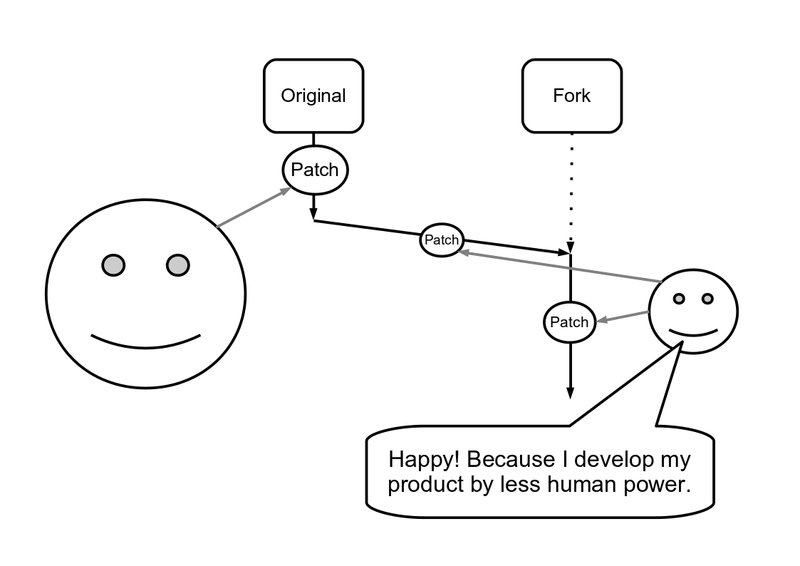 Original
Fork
Patch
Patch
Patch
Happy! Because I develop my
product by less human power.